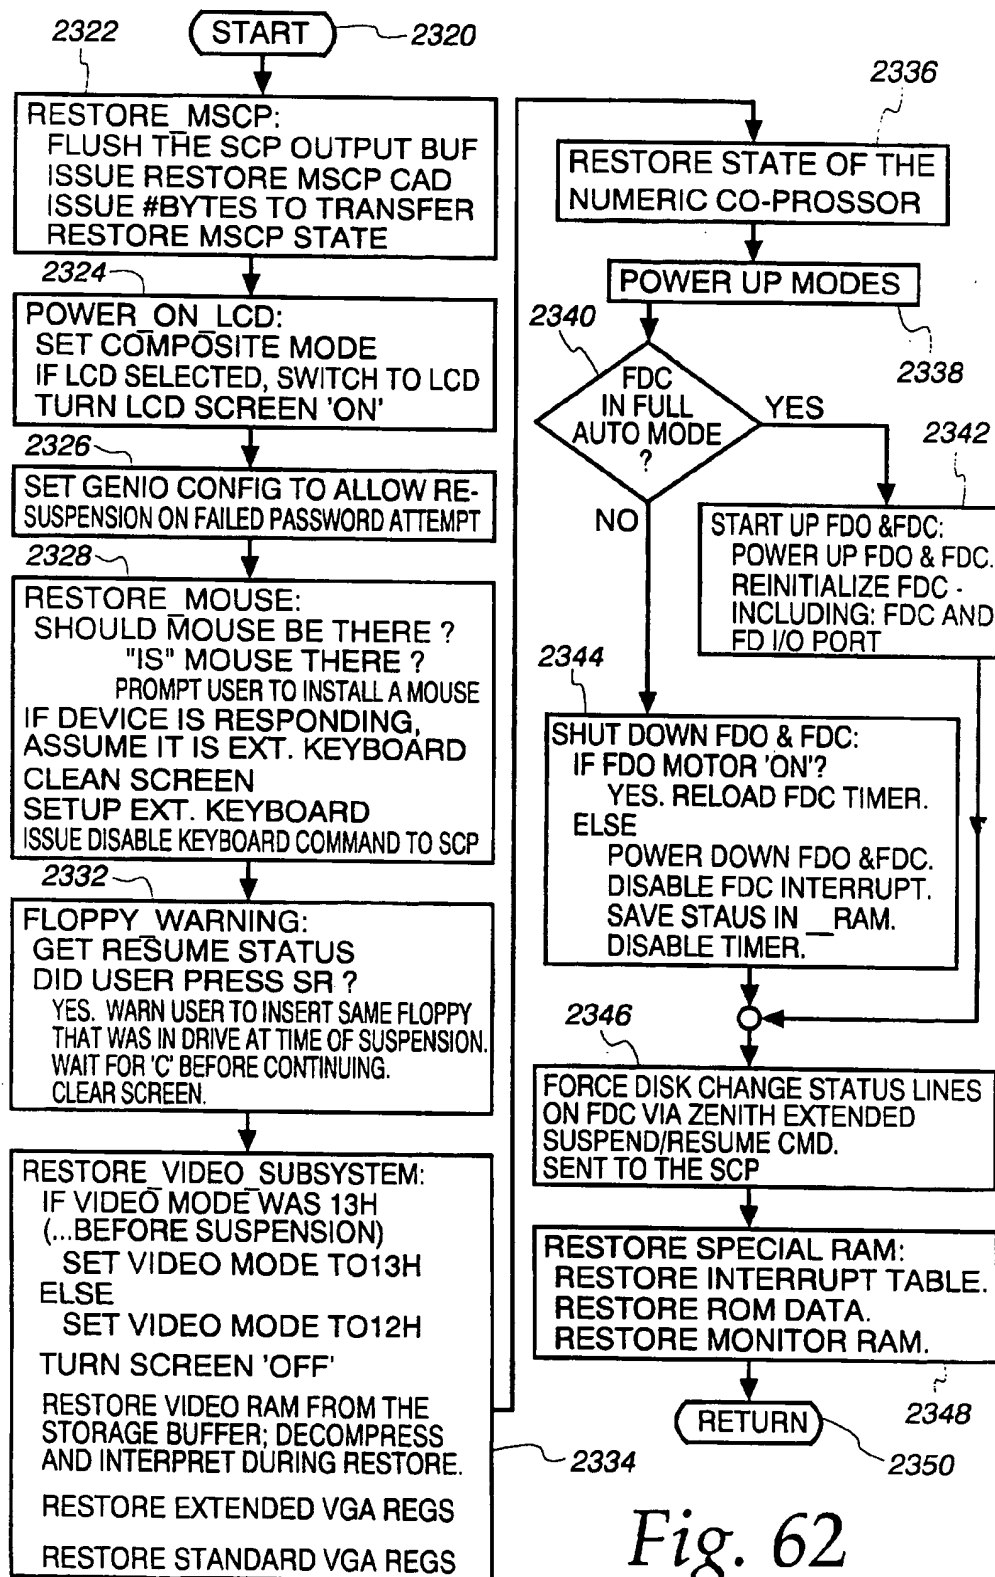 START
2320
2322
RESTORE_MSCP:
FLUSH THE SCP OUTPUT BUF
ISSUE RESTORE MSCP CAD
ISSUE #BYTES TO TRANSFER
RESTORE MSCP STATE
2324
POWER_ON_LCD:
SET COMPOSITE MODE
IF LCD SELECTED, SWITCH TO LCD
TURN LCD SCREEN 'ON'
2326
SET GENIO CONFIG TO ALLOW RE-
SUSPENSION ON FAILED PASSWORD ATTEMPT
2328
RESTORE_MOUSE:
SHOULD MOUSE BE THERE ?
"IS" MOUSE THERE ?
PROMPT USER TO INSTALL A MOUSE
IF DEVICE IS RESPONDING,
ASSUME IT IS EXT. KEYBOARD
CLEAN SCREEN
SETUP EXT. KEYBOARD
ISSUE DISABLE KEYBOARD COMMAND TO SCP
2332
FLOPPY_WARNING:
GET RESUME STATUS
DID USER PRESS SR ?
YES. WARN USER TO INSERT SAME FLOPPY
THAT WAS IN DRIVE AT TIME OF SUSPENSION.
WAIT FOR 'C' BEFORE CONTINUING.
CLEAR SCREEN.
RESTORE_VIDEO_SUBSYSTEM:
IF VIDEO MODE WAS 13H
(...BEFORE SUSPENSION)
SET VIDEO MODE TO13H
ELSE
SET VIDEO MODE TO12H
TURN SCREEN 'OFF'
RESTORE VIDEO RAM FROM THE
STORAGE BUFFER; DECOMPRESS
AND INTERPRET DURING RESTORE.
RESTORE EXTENDED VGA REGS
RESTORE STANDARD VGA REGS
2334
2336
RESTORE STATE OF THE
NUMERIC CO-PROSSOR
POWER UP MODES
2338
2340
FDC
IN FULL
AUTO MODE
?
YES
NO
2342
START UP FDO &FDC:
POWER UP FDO & FDC.
REINITIALIZE FDC -
INCLUDING: FDC AND
FD I/O PORT
2344
SHUT DOWN FDO & FDC:
IF FDO MOTOR 'ON'?
YES. RELOAD FDC TIMER.
ELSE
POWER DOWN FDO &FDC.
DISABLE FDC INTERRUPT.
SAVE STAUS IN __RAM.
DISABLE TIMER.
2346
FORCE DISK CHANGE STATUS LINES
ON FDC VIA ZENITH EXTENDED
SUSPEND/RESUME CMD.
SENT TO THE SCP
RESTORE SPECIAL RAM:
RESTORE INTERRUPT TABLE.
RESTORE ROM DATA.
RESTORE MONITOR RAM.
2348
RETURN
2350
Fig. 62